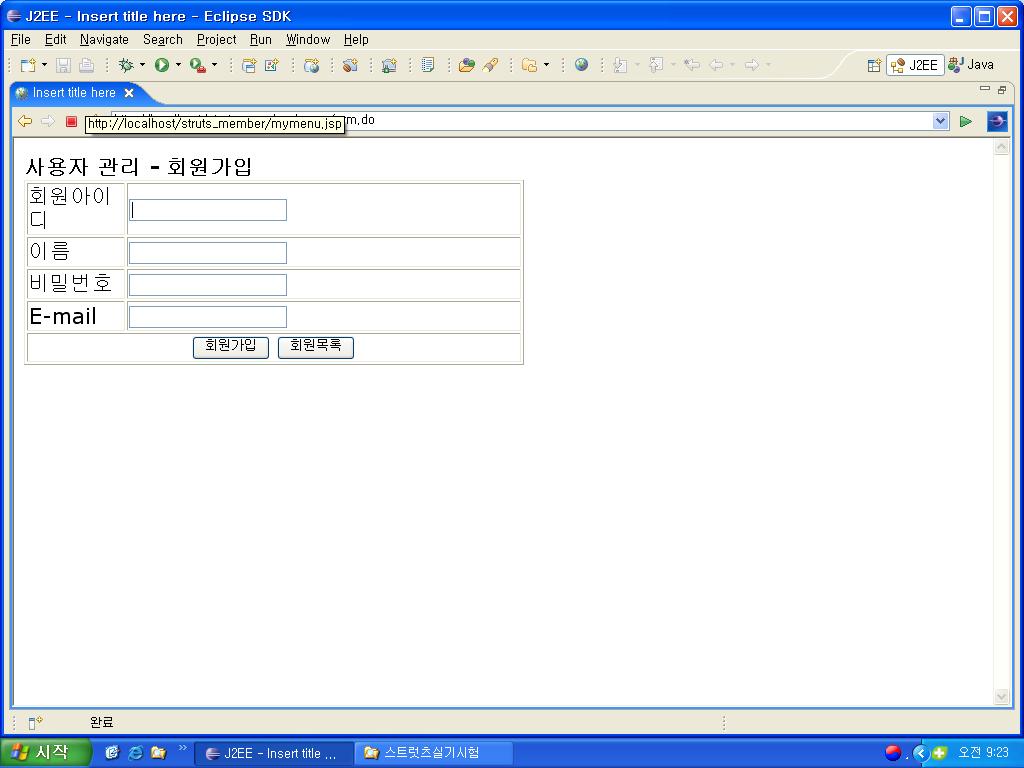 J2EE - Insert title here - Eclipse SDK
File Edit Navigate Search Project Run Window Help
J2EE Java
Insert title here
http://localhost/struts_member/mymenu.jsp
m.do
사용자 관리 - 회원가입
회원아이
디
이름
비밀번호
E-mail
회원가입 회원목록
완료
시작 J2EE - Insert title ... 스트럿츠실기시험 오전 9:23